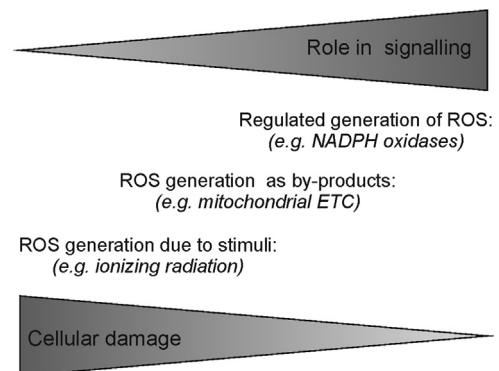 Role in signalling
Regulated generation of ROS:
(e.g. NADPH oxidases)
ROS generation as by-products:
(e.g. mitochondrial ETC)
ROS generation due to stimuli:
(e.g. ionizing radiation)
Cellular damage